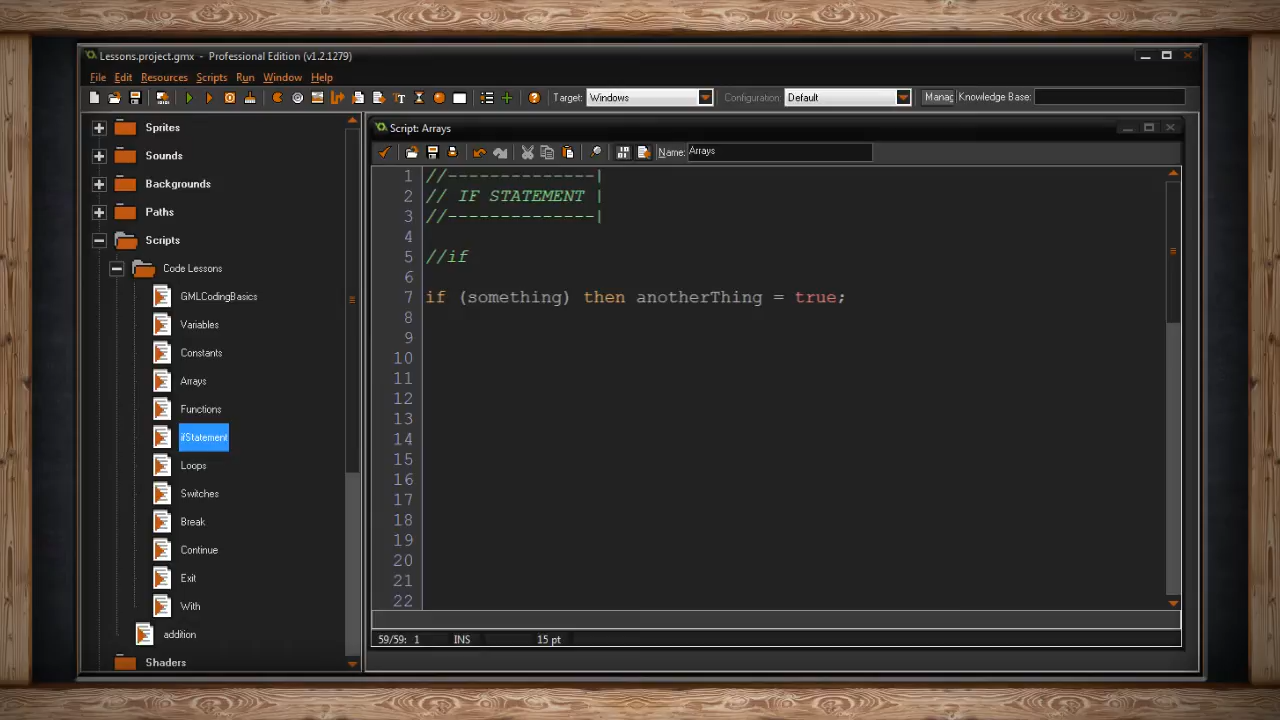 Lessons.project.gmx - Professional Edition (v1.2.1279)
File Edit Resources Scripts Run Window Help
Target: Windows Configuration: Default Manag Knowledge Base:
Sprites
Sounds
Backgrounds
Paths
Scripts
Code Lessons
GMLCodingBasics
Variables
Constants
Arrays
Functions
ifStatement
Loops
Switches
Break
Continue
Exit
With
addition
Shaders
Script: Arrays
Name: Arrays
1 //--------------|
2 // IF STATEMENT |
3 //--------------|
4
5 //if
6
7 if (something) then anotherThing = true;
8
9
10
11
12
13
14
15
16
17
18
19
20
21
22
59/59: 1 INS 15 pt